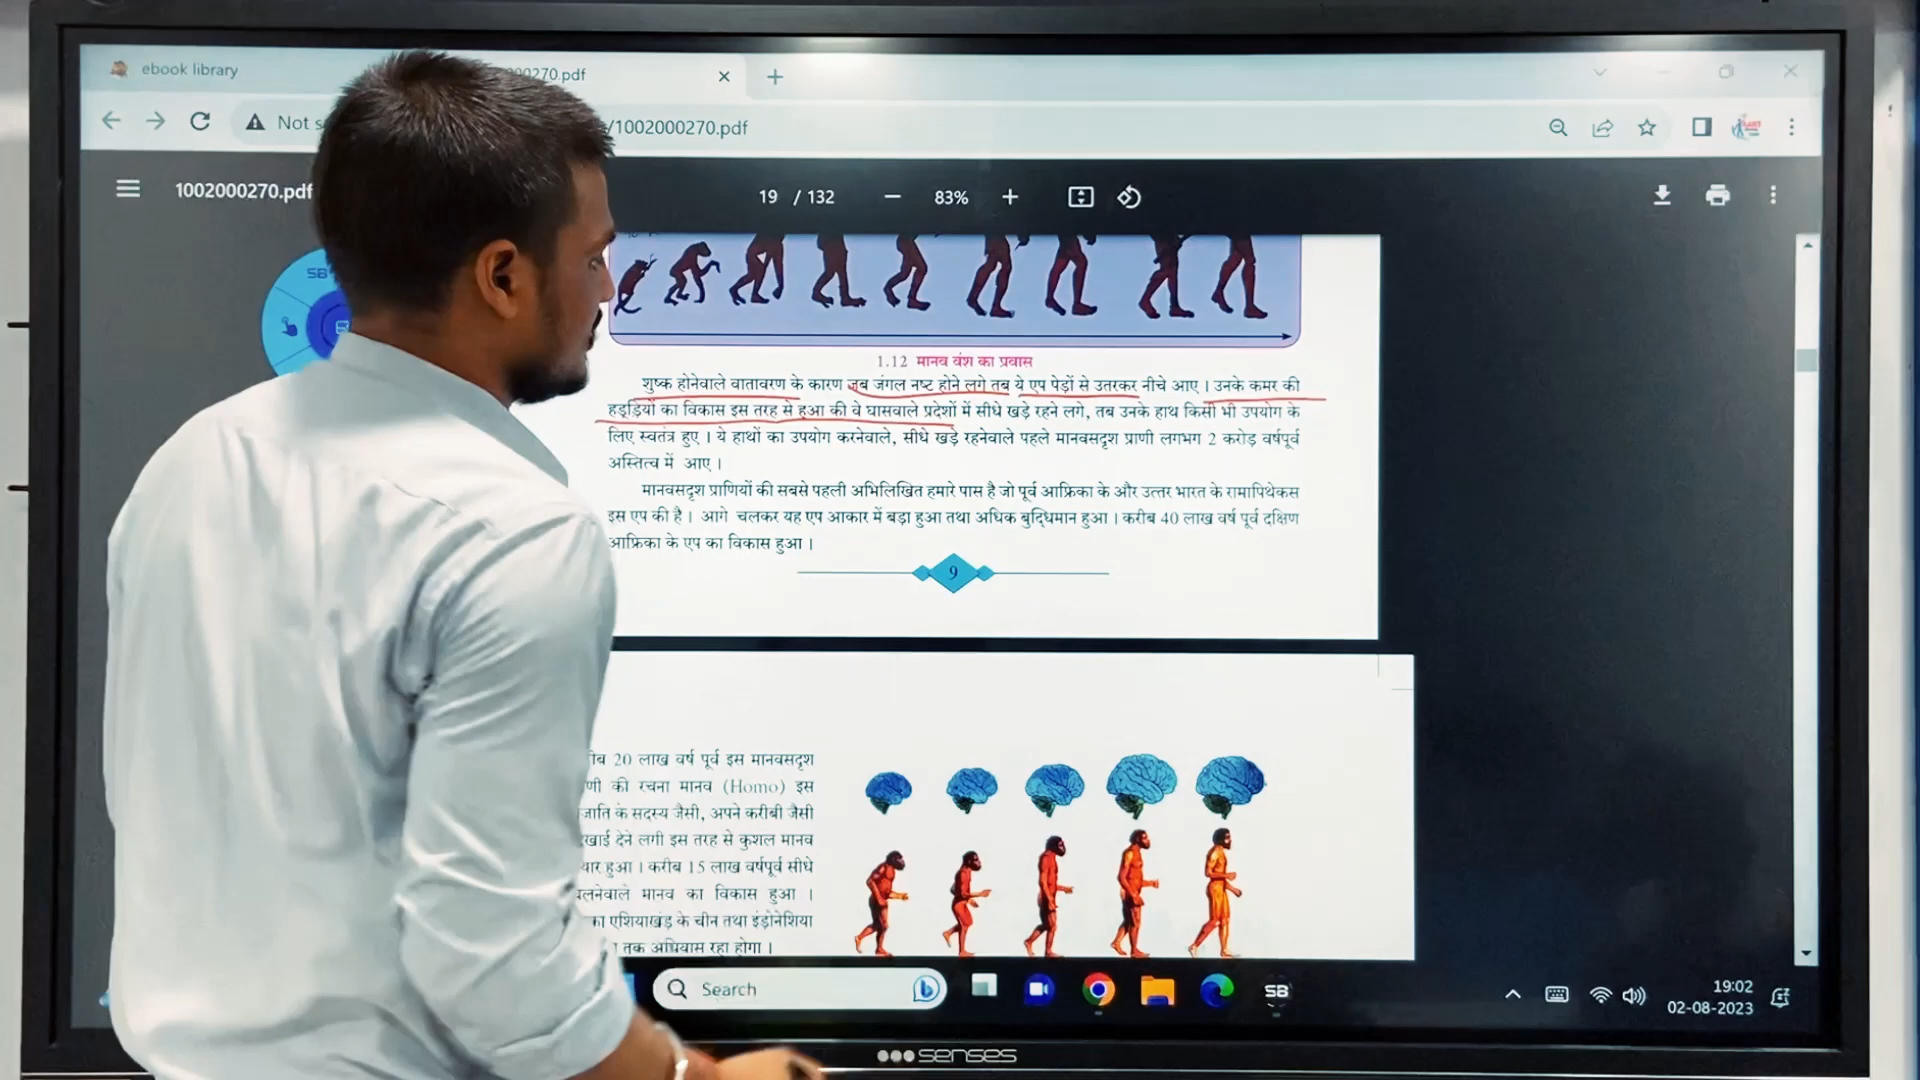 ebook library
00270.pdf
Not s
/1002000270.pdf
1002000270.pdf
19 / 132
83%
SB
1.12 मानव वंश का प्रवास
शुष्क होनेवाले वातावरण के कारण जब जंगल नष्ट होने लगे तब ये एप पेड़ों से उतरकर नीचे आए । उनके कमर की
हड्डियों का विकास इस तरह से हुआ की वे घासवाले प्रदेशों में सीधे खड़े रहने लगे, तब उनके हाथ किसी भी उपयोग के
लिए स्वतंत्र हुए । ये हाथों का उपयोग करनेवाले, सीधे खड़े रहनेवाले पहले मानवसदृश प्राणी लगभग 2 करोड़ वर्षपूर्व
अस्तित्व में आए ।
मानवसदृश प्राणियों की सबसे पहली अभिलिखित हमारे पास है जो पूर्व आफ्रिका के और उत्तर भारत के रामापिथेकस
इस एप की है । आगे चलकर यह एप आकार में बड़ा हुआ तथा अधिक बुद्धिमान हुआ । करीब 40 लाख वर्ष पूर्व दक्षिण
आफ्रिका के एप का विकास हुआ ।
9
20 लाख वर्ष पूर्व इस मानवसदृश
की रचना मानव (Homo) इस
के सदस्य जैसी, अपने करीबी जैसी
देने लगी इस तरह से कुशल मानव
हुआ । करीब 15 लाख वर्षपूर्व सीधे
मानव का विकास हुआ ।
एशियाखंड के चीन तथा इंडोनेशिया
तक अधिवास रहा होगा ।
Search
SB
19:02
02-08-2023
senses